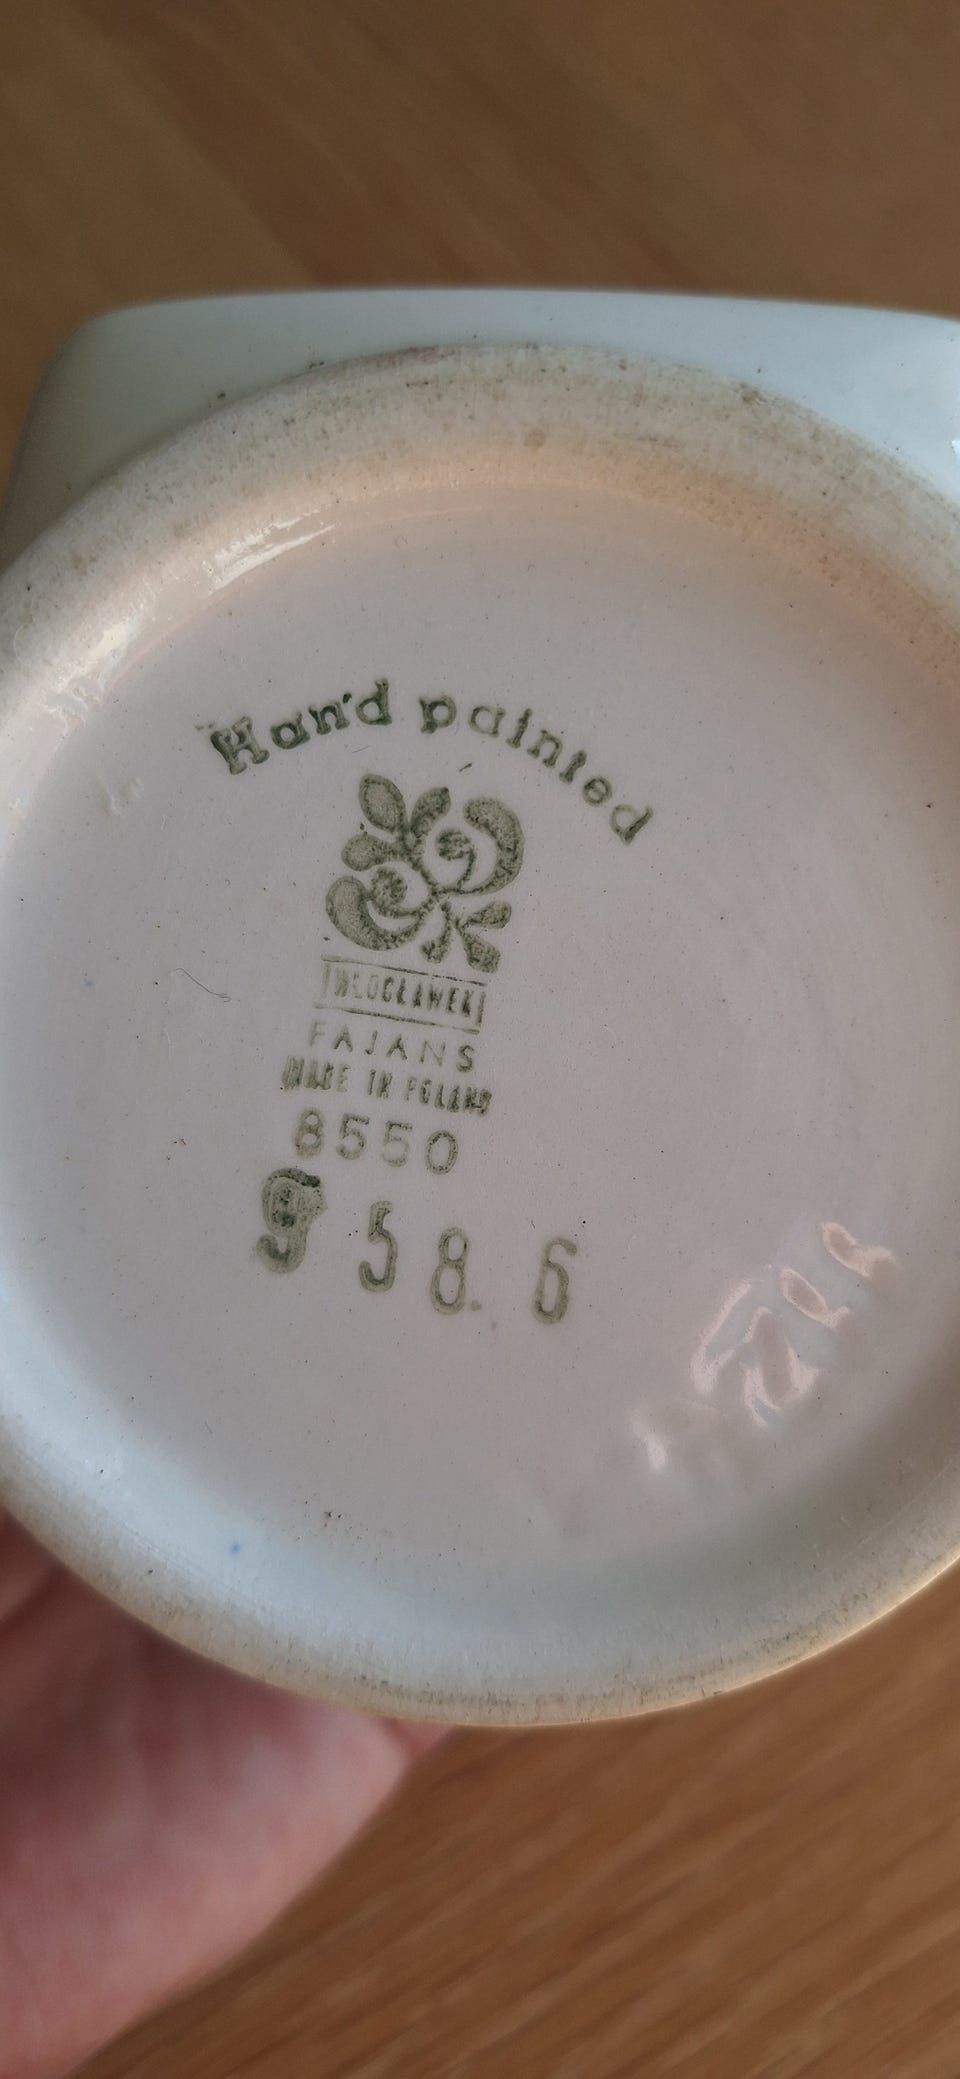 Hand painted
WŁOCŁAWEK
FAJANS
MADE IN POLAND
8550
9 58. 6